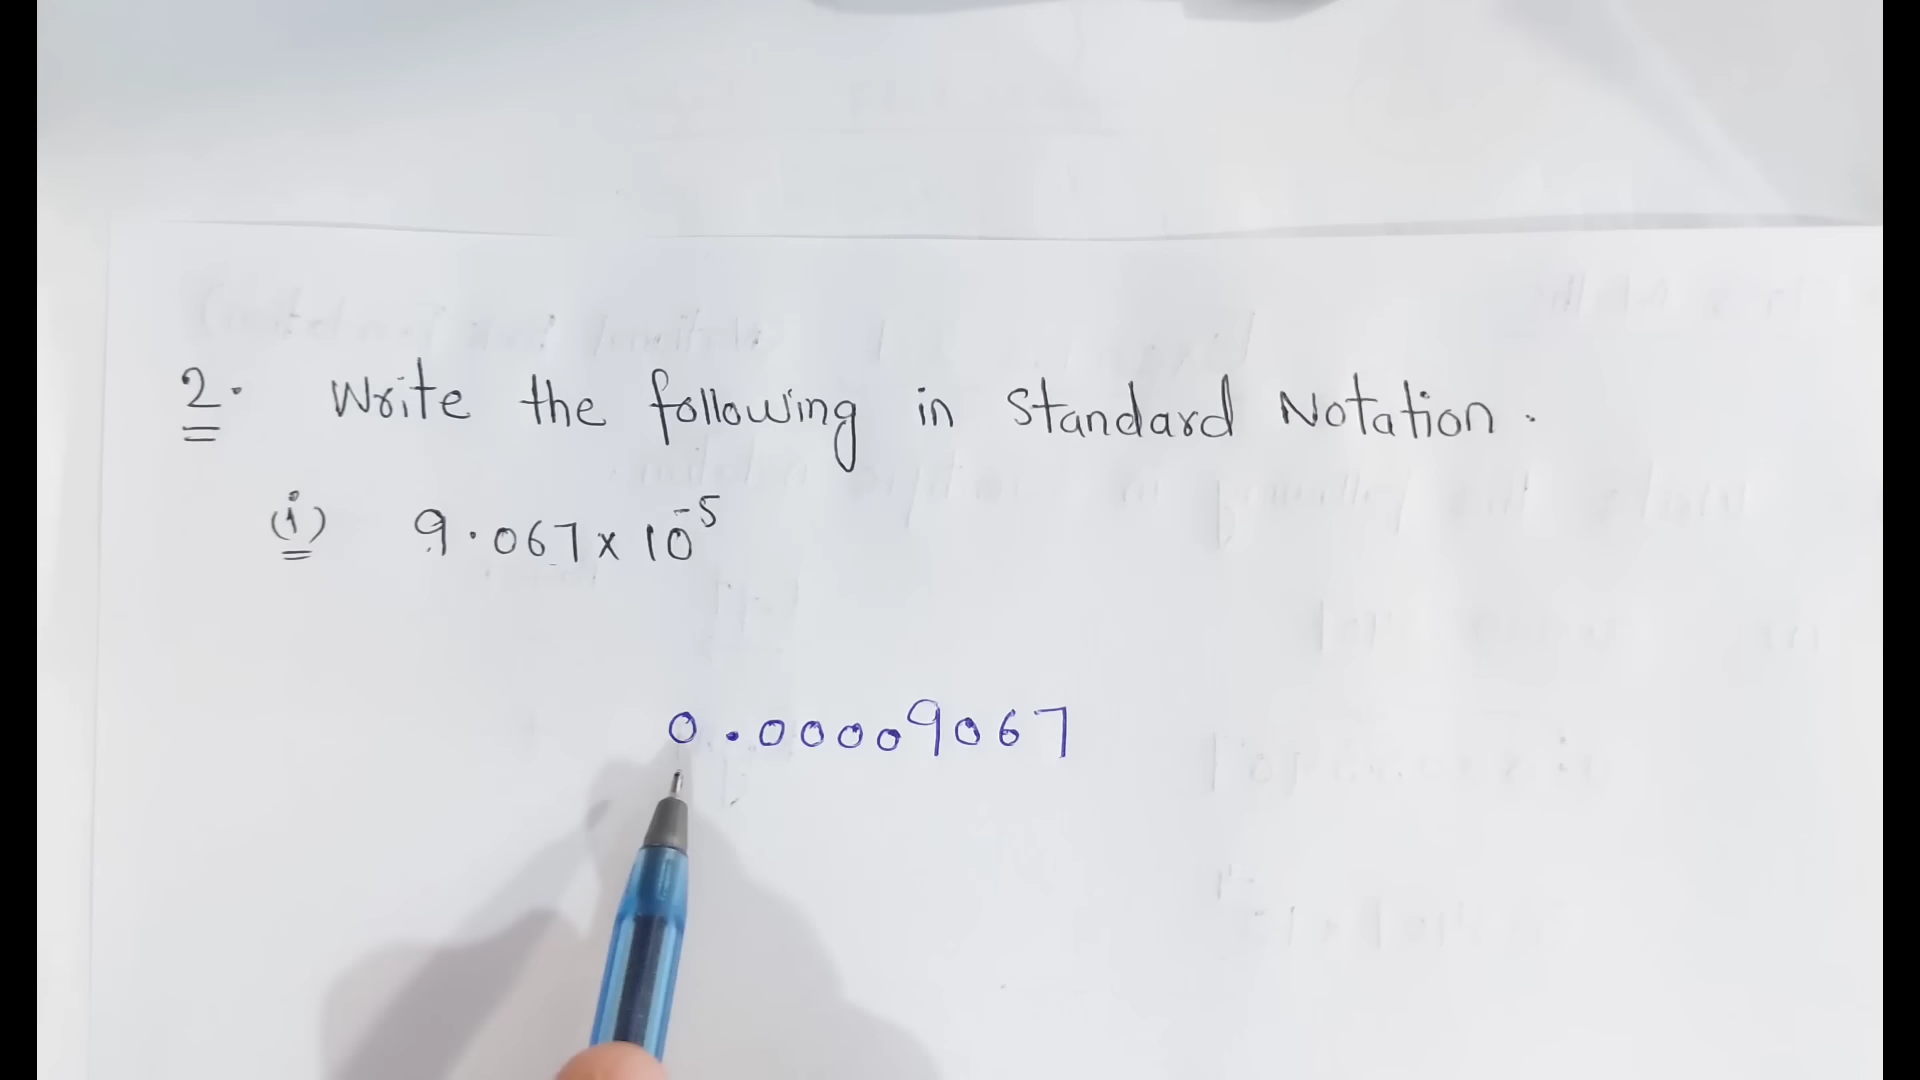 2. Write the following in Standard Notation.
(i) 9.067 x 10⁻⁵
0.00009067